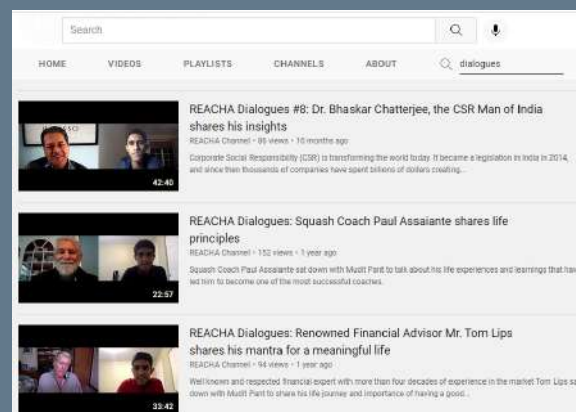 Search
HOME VIDEOS PLAYLISTS CHANNELS ABOUT dialogues
REACHA Dialogues #8: Dr. Bhaskar Chatterjee, the CSR Man of India
shares his insights
REACHA Channel • 86 views • 10 months ago
Corporate Social Responsibility (CSR) is transforming the world today. It became a legislation in India in 2014,
and since then thousands of companies have spent billions of dollars creating...
42:40
REACHA Dialogues: Squash Coach Paul Assaiante shares life
principles
REACHA Channel • 152 views • 1 year ago
Squash Coach Paul Assaiante sat down with Mudit Pant to talk about his life experiences and learnings that have
led him to become one of the most successful coaches.
22:57
REACHA Dialogues: Renowned Financial Advisor Mr. Tom Lips
shares his mantra for a meaningful life
REACHA Channel • 94 views • 1 year ago
Well known and respected financial expert with more than four decades of experience in the market Tom Lips sa
down with Mudit Pant to share his life journey and importance of having a good...
33:42